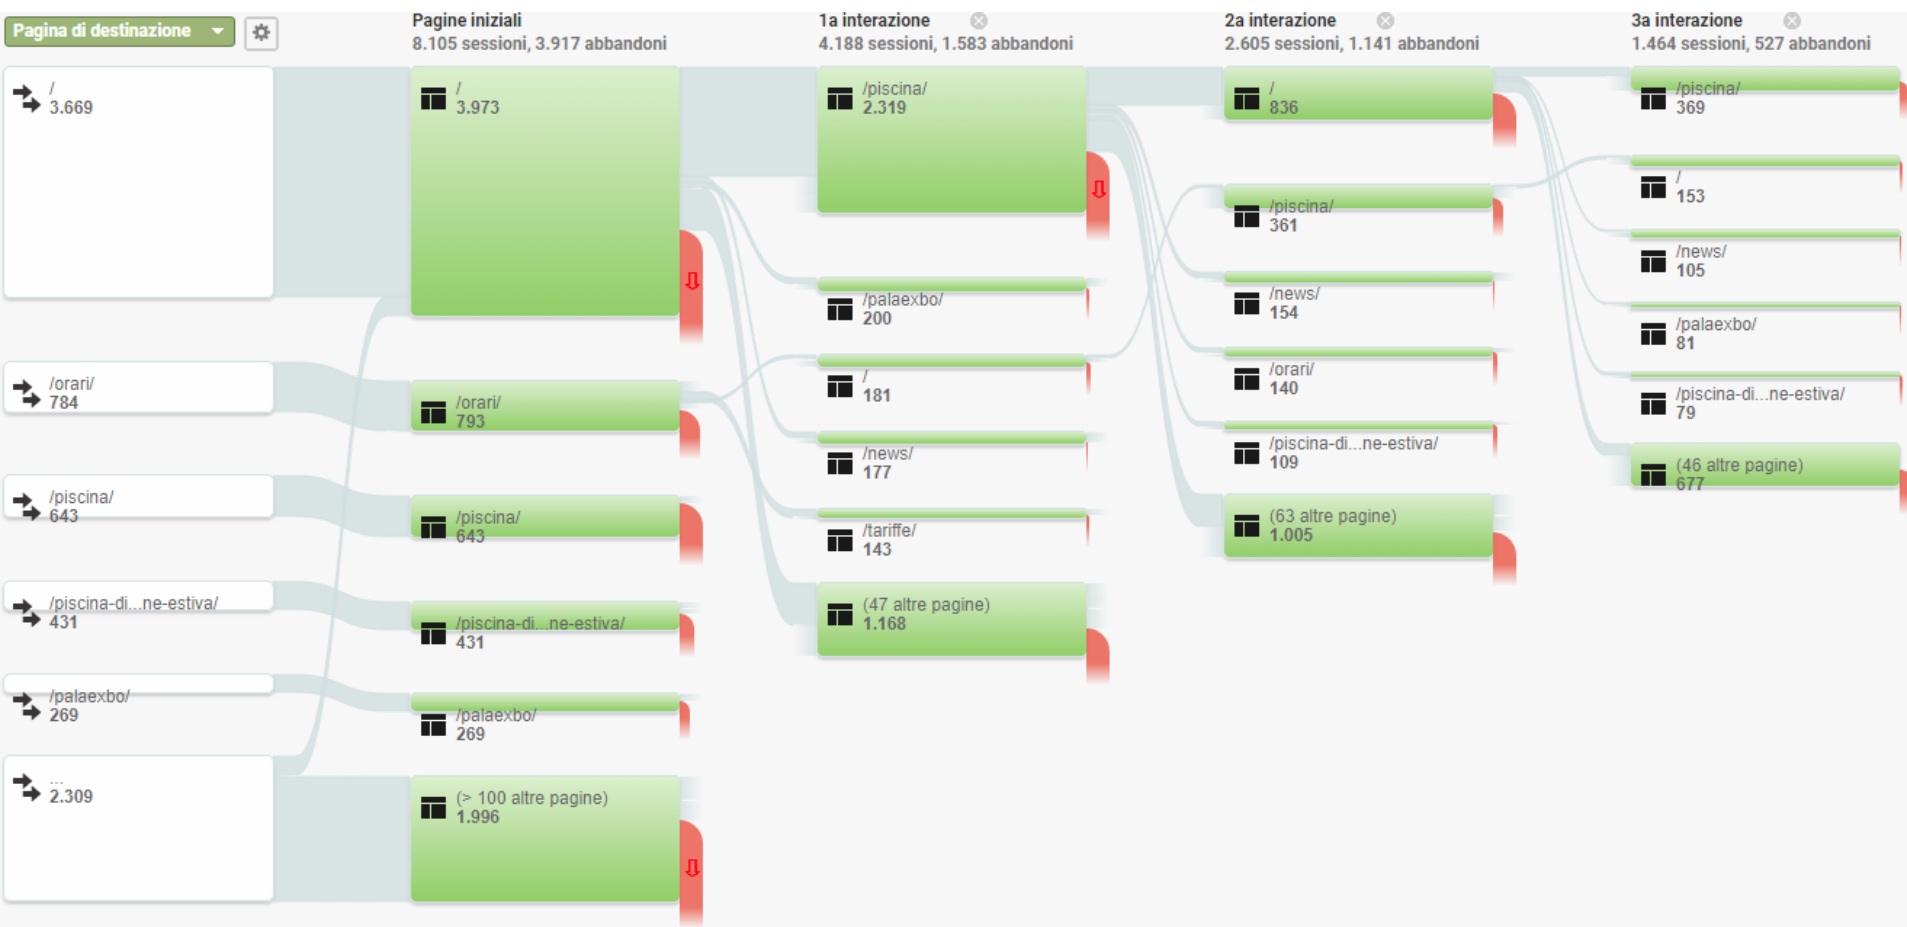 Pagina di destinazione
/
3.669
/orari/
784
/piscina/
643
/piscina-di...ne-estiva/
431
/palaexbo/
269
...
2.309
Pagine iniziali
8.105 sessioni, 3.917 abbandoni
/
3.973
/orari/
793
/piscina/
643
/piscina-di...ne-estiva/
431
/palaexbo/
269
(> 100 altre pagine)
1.996
1a interazione
4.188 sessioni, 1.583 abbandoni
/piscina/
2.319
/palaexbo/
200
/
181
/news/
177
/tariffe/
143
(47 altre pagine)
1.168
2a interazione
2.605 sessioni, 1.141 abbandoni
/
836
/piscina/
361
/news/
154
/orari/
140
/piscina-di...ne-estiva/
109
(63 altre pagine)
1.005
3a interazione
1.464 sessioni, 527 abbandoni
/piscina/
369
/
153
/news/
105
/palaexbo/
81
/piscina-di...ne-estiva/
79
(46 altre pagine)
677